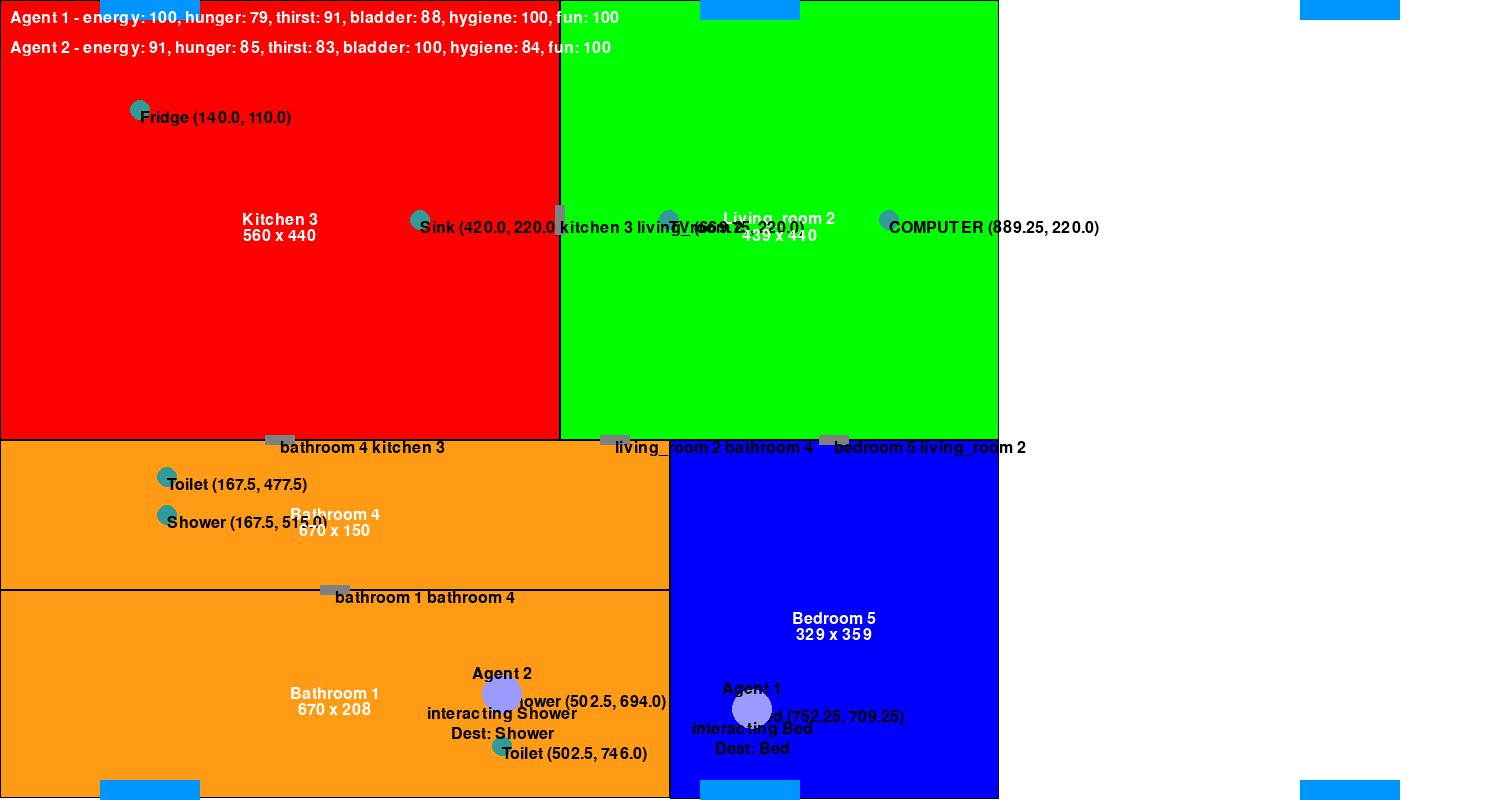 Agent 1 - energy: 100, hunger: 79, thirst: 91, bladder: 88, hygiene: 100, fun: 100
Agent 2 - energy: 91, hunger: 85, thirst: 83, bladder: 100, hygiene: 84, fun: 100
Fridge (140.0, 110.0)
Kitchen 3
560 x 440
Sink (420.0, 220.0
kitchen 3 living_room 2
TV (669.75, 220.0)
Living_room 2
439 x 440
COMPUTER (889.25, 220.0)
bathroom 4 kitchen 3
living_room 2 bathroom 4
bedroom 5 living_room 2
Toilet (167.5, 477.5)
Shower (167.5, 515.0)
Bathroom 4
670 x 150
bathroom 1 bathroom 4
Bedroom 5
329 x 359
Bathroom 1
670 x 208
Agent 2
hower (502.5, 694.0)
interacting Shower
Dest: Shower
Toilet (502.5, 746.0)
Agent 1
d (752.25, 709.25)
interacting Bed
Dest: Bed